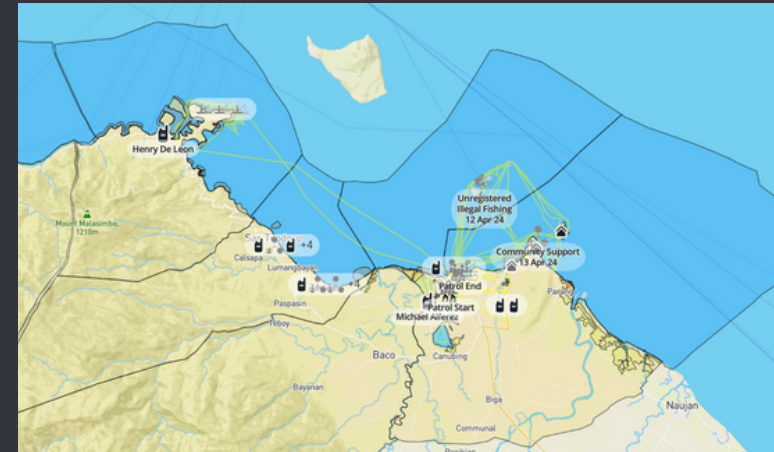 Henry De Leon
Mount Malasimbo,
1210m
Unregistered
Illegal Fishing
12 Apr 24
Community Support
13 Apr 24
+4
Calsapa
Lumangbayan
Patrol End
Paspasin
Patrol Start
Michael Alferez
Teboy
Baco
Canubing
Bayanan
Biga
Naujan
Communal